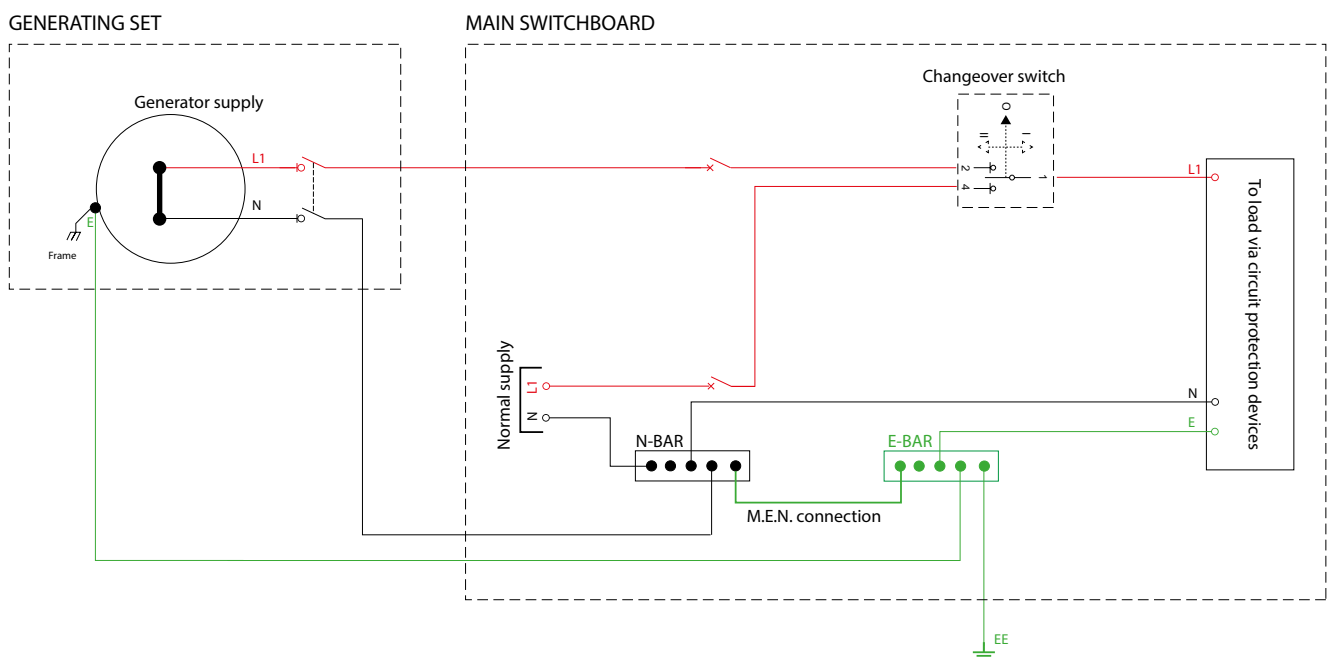 GENERATING SET
MAIN SWITCHBOARD
Changeover switch
Generator supply
O
II
I
L1
2
1
L1
4
N
E
Frame
To load via circuit protection devices
Normal supply
L1
N
N
E
N-BAR
E-BAR
M.E.N. connection
EE